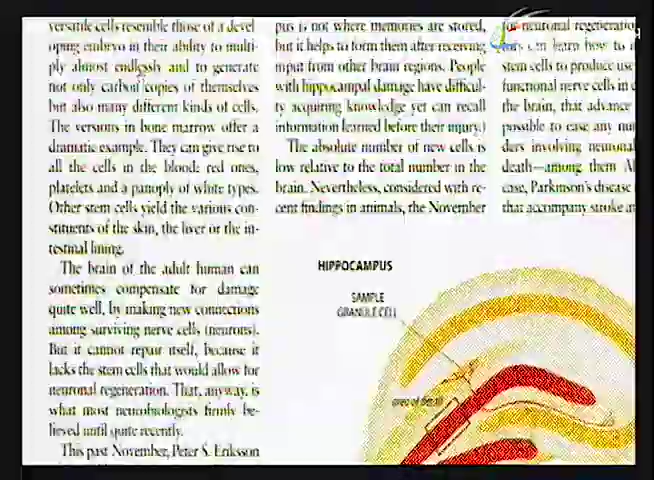 versatile cells resemble those of a devel-
oping embryo in their ability to multi-
ply almost endlessly and to generate
not only carbon copies of themselves
but also many different kinds of cells.
The versions in bone marrow offer a
dramatic example. They can give rise to
all the cells in the blood: red ones,
platelets and a panoply of white types.
Other stem cells yield the various con-
stituents of the skin, the liver or the in-
testinal lining.
The brain of the adult human can
sometimes compensate for damage
quite well, by making new connections
among surviving nerve cells (neurons).
But it cannot repair itself, because it
lacks the stem cells that would allow for
neuronal regeneration. That, anyway, is
what most neurobiologists firmly be-
lieved until quite recently.
This past November, Peter S. Eriksson
pus is not where memories are stored,
but it helps to form them after receiving
input from other brain regions. People
with hippocampal damage have difficul-
ty acquiring knowledge yet can recall
information learned before their injury.)
The absolute number of new cells is
low relative to the total number in the
brain. Nevertheless, considered with re-
cent findings in animals, the November
for neuronal regeneratio
can learn how to
stem cells to produce use
functional nerve cells in
the brain, that advance
possible to ease any nu
ders involving neurona
death—among them Al
case, Parkinson's disease
that accompany stroke a
HIPPOCAMPUS
SAMPLE
GRANULE CELL
area of detail